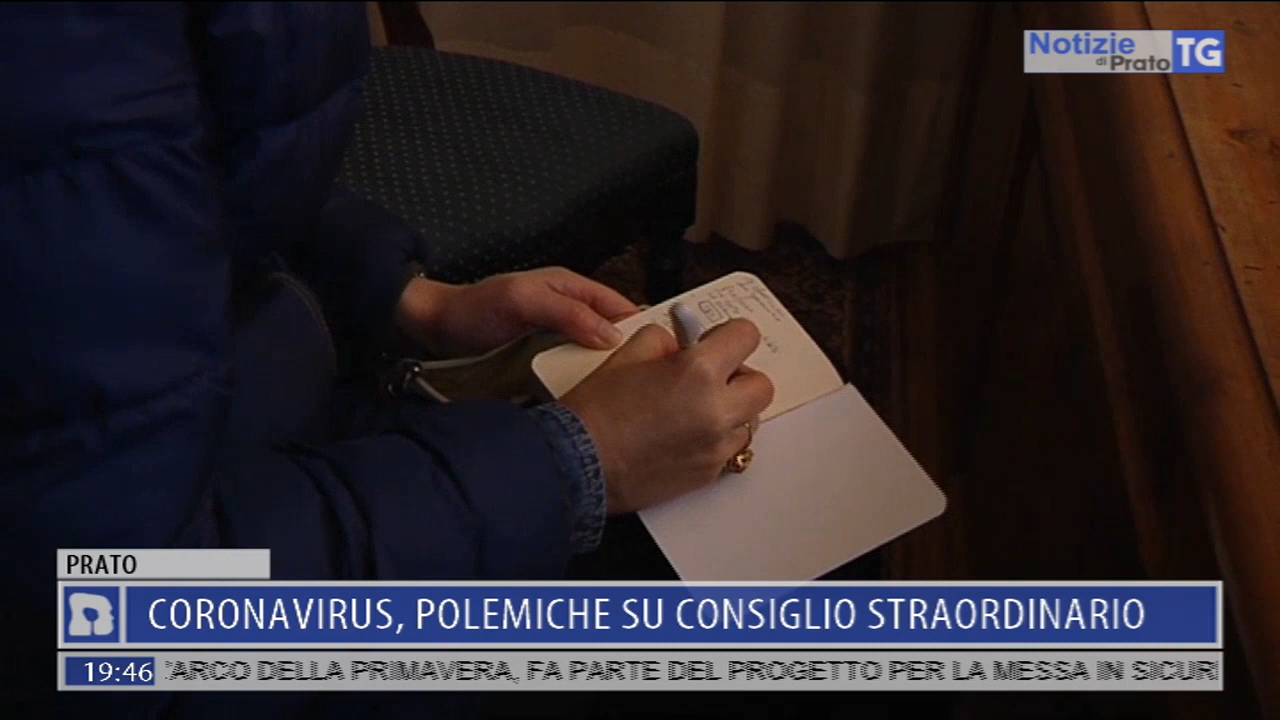 Notizie
di Prato TG
PRATO
CORONAVIRUS, POLEMICHE SU CONSIGLIO STRAORDINARIO
19:46 'ARCO DELLA PRIMAVERA, FA PARTE DEL PROGETTO PER LA MESSA IN SICUR